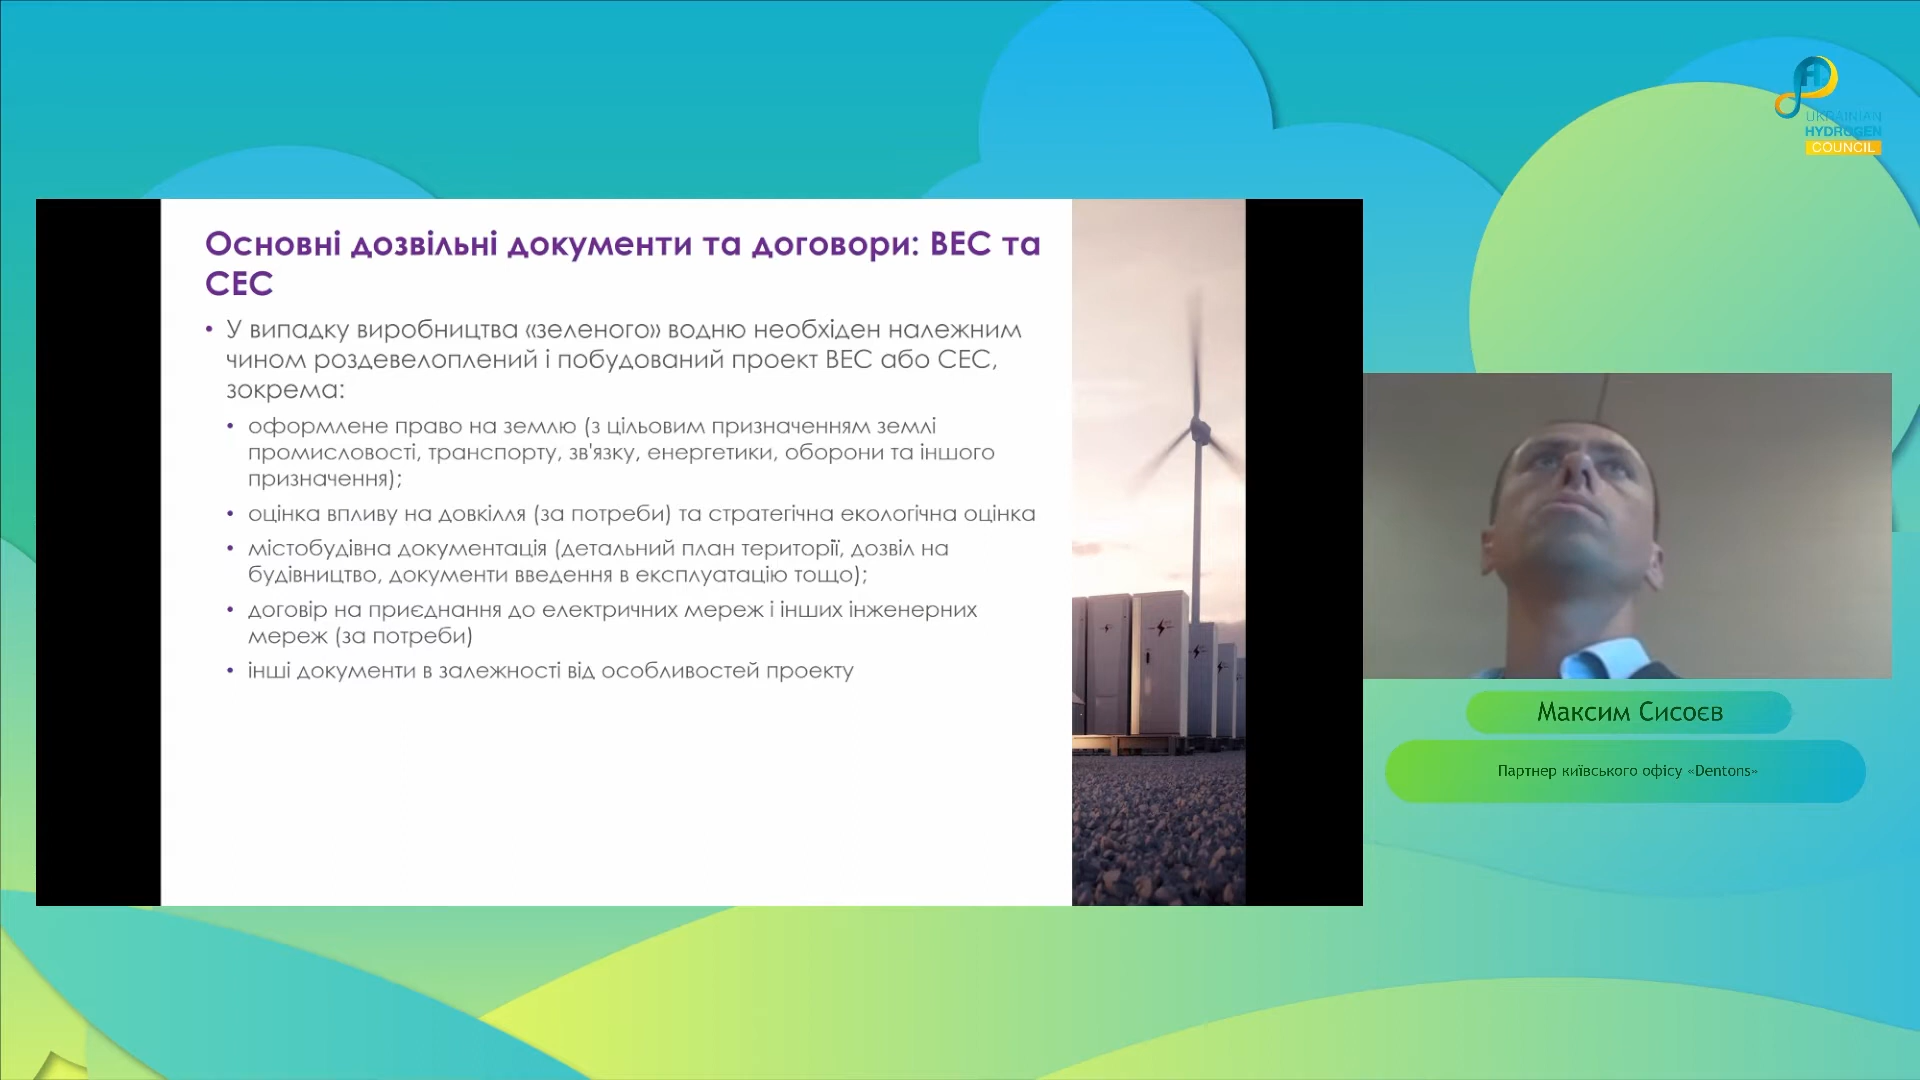 UKRAINIAN
HYDROGEN
COUNCIL
Основні дозвільні документи та договори: ВЕС та
СЕС
• У випадку виробництва «зеленого» водню необхіден належним
чином роздевелоплений і побудований проект ВЕС або СЕС,
зокрема:
• оформлене право на землю (з цільовим призначенням землі
промисловості, транспорту, зв'язку, енергетики, оборони та іншого
призначення);
• оцінка впливу на довкілля (за потреби) та стратегічна екологічна оцінка
• містобудівна документація (детальний план території, дозвіл на
будівництво, документи введення в експлуатацію тощо);
• договір на приєднання до електричних мереж і інших інженерних
мереж (за потреби)
• інші документи в залежності від особливостей проекту
Максим Сисоєв
Партнер київського офісу «Dentons»